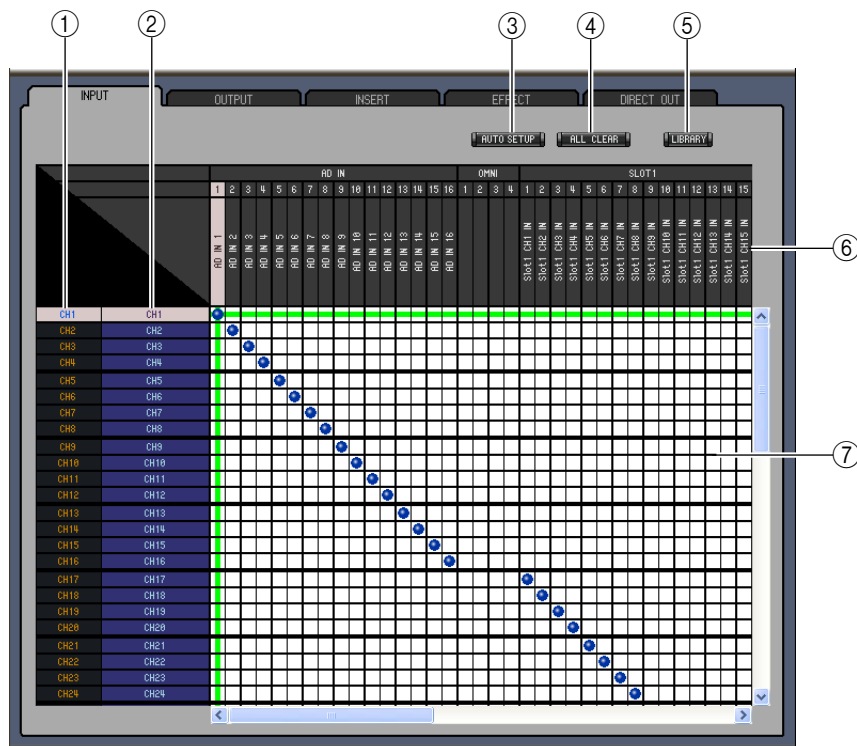 1 2 3 4 5
INPUT OUTPUT INSERT EFFECT DIRECT OUT
AUTO SETUP ALL CLEAR LIBRARY
AD IN OMNI SLOT1
1 2 3 4 5 6 7 8 9 10 11 12 13 14 15 16 1 2 3 4 1 2 3 4 5 6 7 8 9 10 11 12 13 14 15
AD IN 1
AD IN 2
AD IN 3
AD IN 4
AD IN 5
AD IN 6
AD IN 7
AD IN 8
AD IN 9
AD IN 10
AD IN 11
AD IN 12
AD IN 13
AD IN 14
AD IN 15
AD IN 16
Slot1 CH1 IN
Slot1 CH2 IN
Slot1 CH3 IN
Slot1 CH4 IN
Slot1 CH5 IN
Slot1 CH6 IN
Slot1 CH7 IN
Slot1 CH8 IN
Slot1 CH9 IN
Slot1 CH10 IN
Slot1 CH11 IN
Slot1 CH12 IN
Slot1 CH13 IN
Slot1 CH14 IN
Slot1 CH15 IN
6
CH1 CH1
CH2 CH2
CH3 CH3
CH4 CH4
CH5 CH5
CH6 CH6
CH7 CH7
CH8 CH8
CH9 CH9
7
CH10 CH10
CH11 CH11
CH12 CH12
CH13 CH13
CH14 CH14
CH15 CH15
CH16 CH16
CH17 CH17
CH18 CH18
CH19 CH19
CH20 CH20
CH21 CH21
CH22 CH22
CH23 CH23
CH24 CH24